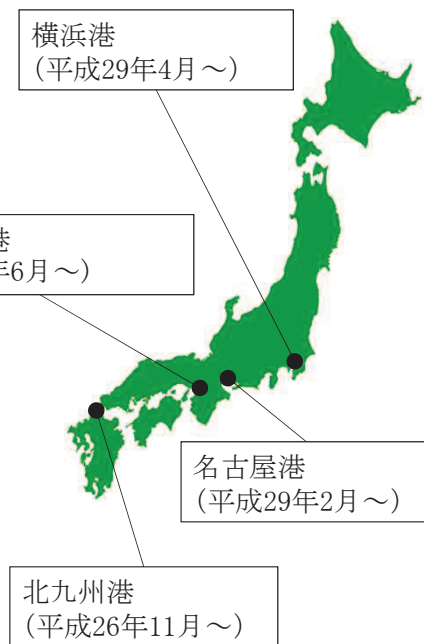 横浜港
（平成29年4月～）
港
6月～）
名古屋港
（平成29年2月～）
北九州港
（平成26年11月～）